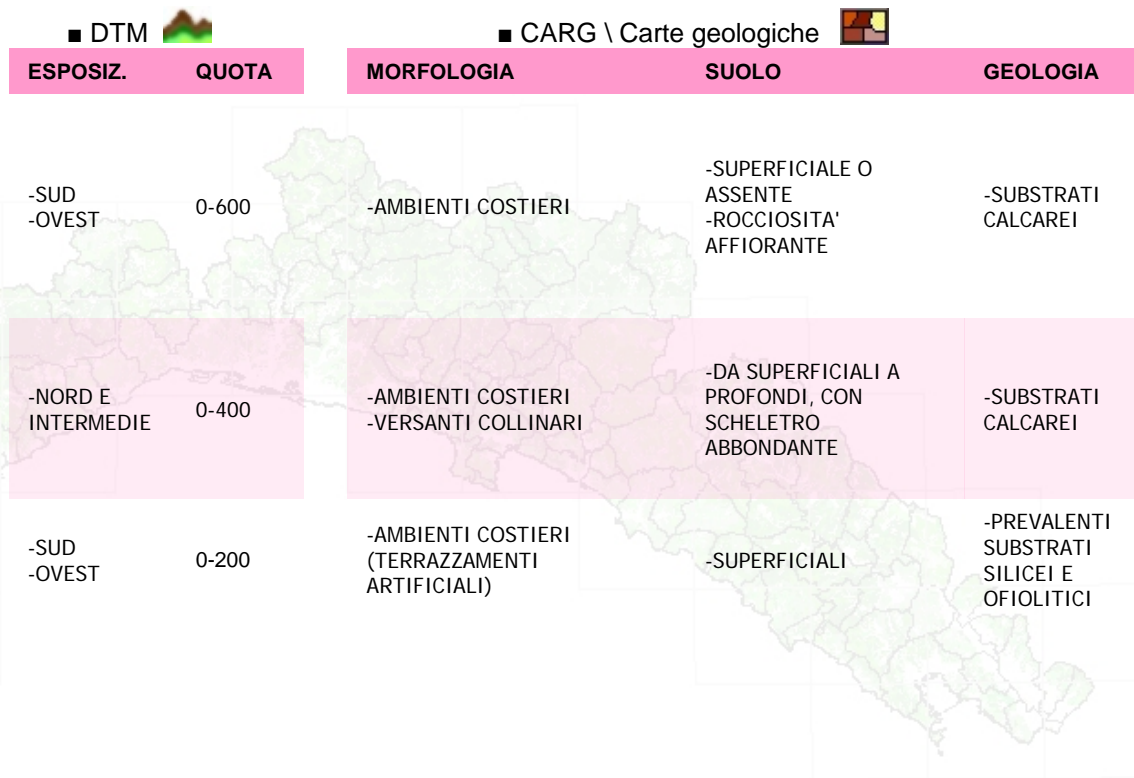 ■ DTM
■ CARG \ Carte geologiche
ESPOSIZ. QUOTA MORFOLOGIA SUOLO GEOLOGIA
-SUD
-OVEST
0-600
-AMBIENTI COSTIERI
-SUPERFICIALE O
ASSENTE
-ROCCIOSITA'
AFFIORANTE
-SUBSTRATI
CALCAREI
-NORD E
INTERMEDIE
0-400
-AMBIENTI COSTIERI
-VERSANTI COLLINARI
-DA SUPERFICIALI A
PROFONDI, CON
SCHELETRO
ABBONDANTE
-SUBSTRATI
CALCAREI
-SUD
-OVEST
0-200
-AMBIENTI COSTIERI
(TERRAZZAMENTI
ARTIFICIALI)
-SUPERFICIALI
-PREVALENTI
SUBSTRATI
SILICEI E
OFIOLITICI